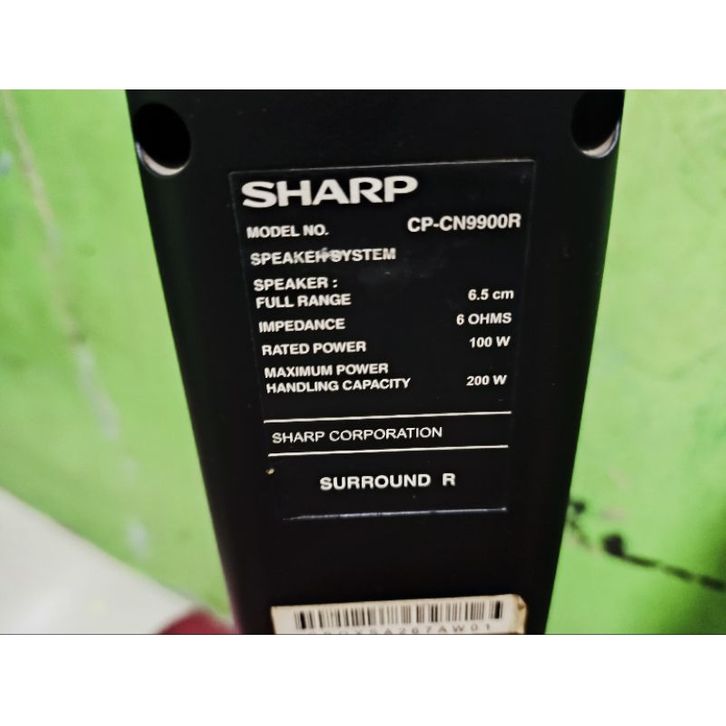 SHARP
MODEL NO. CP-CN9900R
SPEAKER SYSTEM
SPEAKER :
FULL RANGE 6.5 cm
IMPEDANCE 6 OHMS
RATED POWER 100 W
MAXIMUM POWER
HANDLING CAPACITY 200 W
SHARP CORPORATION
SURROUND R